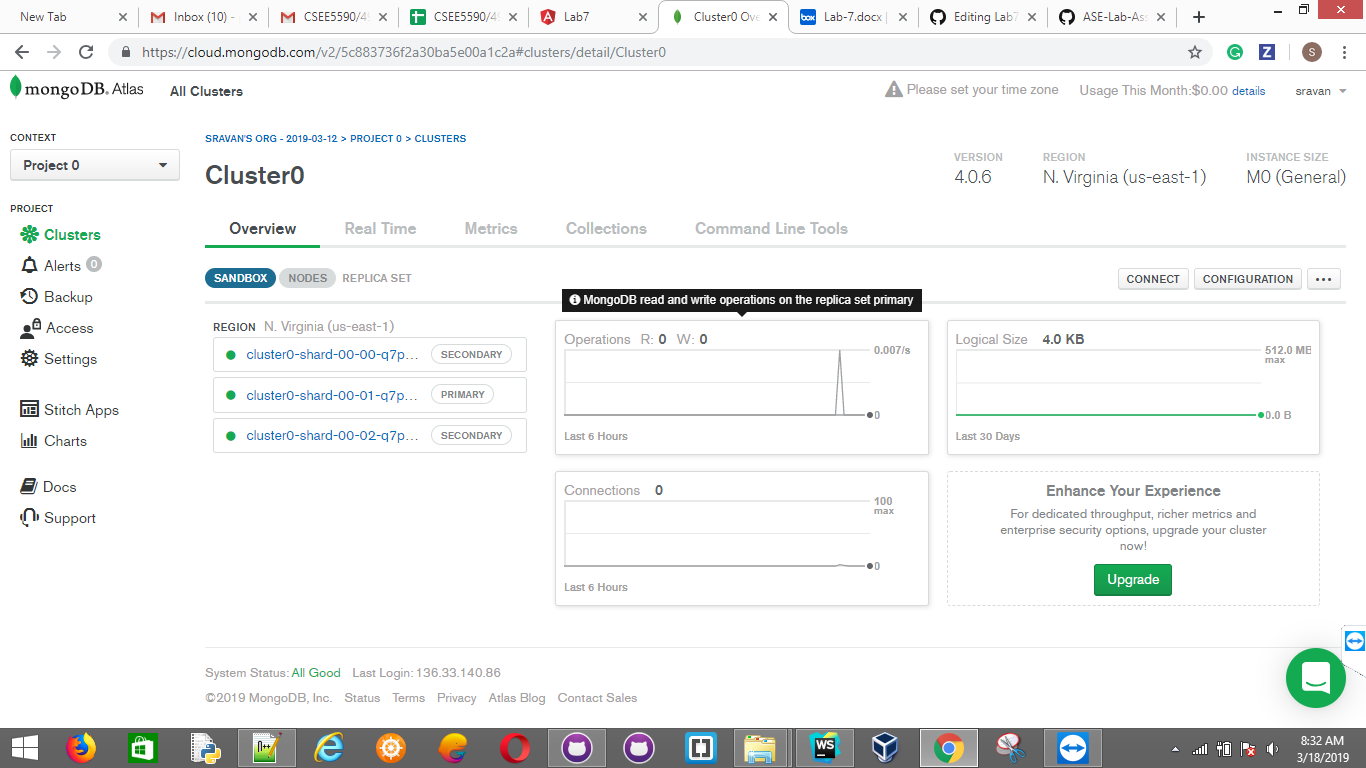 New Tab
Inbox (10) -
CSEE5590/49
CSEE5590/49
Lab7
Cluster0 Ove
Lab-7.docx |
Editing Lab7
ASE-Lab-Ass
https://cloud.mongodb.com/v2/5c883736f2a30ba5e00a1c2a#clusters/detail/Cluster0
S
mongoDB. Atlas
All Clusters
Please set your time zone
Usage This Month:$0.00 details
sravan
CONTEXT
Project 0
PROJECT
Clusters
Alerts 0
Backup
Access
Settings
Stitch Apps
Charts
Docs
Support
SRAVAN'S ORG - 2019-03-12 > PROJECT 0 > CLUSTERS
Cluster0
VERSION
4.0.6
REGION
N. Virginia (us-east-1)
INSTANCE SIZE
M0 (General)
Overview
Real Time
Metrics
Collections
Command Line Tools
SANDBOX
NODES
REPLICA SET
CONNECT
CONFIGURATION
...
MongoDB read and write operations on the replica set primary
REGION N. Virginia (us-east-1)
cluster0-shard-00-00-q7p... SECONDARY
cluster0-shard-00-01-q7p... PRIMARY
cluster0-shard-00-02-q7p... SECONDARY
Operations R: 0 W: 0
0.007/s
0
Last 6 Hours
Logical Size 4.0 KB
512.0 MB
max
0.0 B
Last 30 Days
Connections 0
100
max
0
Last 6 Hours
Enhance Your Experience
For dedicated throughput, richer metrics and
enterprise security options, upgrade your cluster
now!
Upgrade
System Status: All Good Last Login: 136.33.140.86
©2019 MongoDB, Inc. Status Terms Privacy Atlas Blog Contact Sales
WS
8:32 AM
3/18/2019